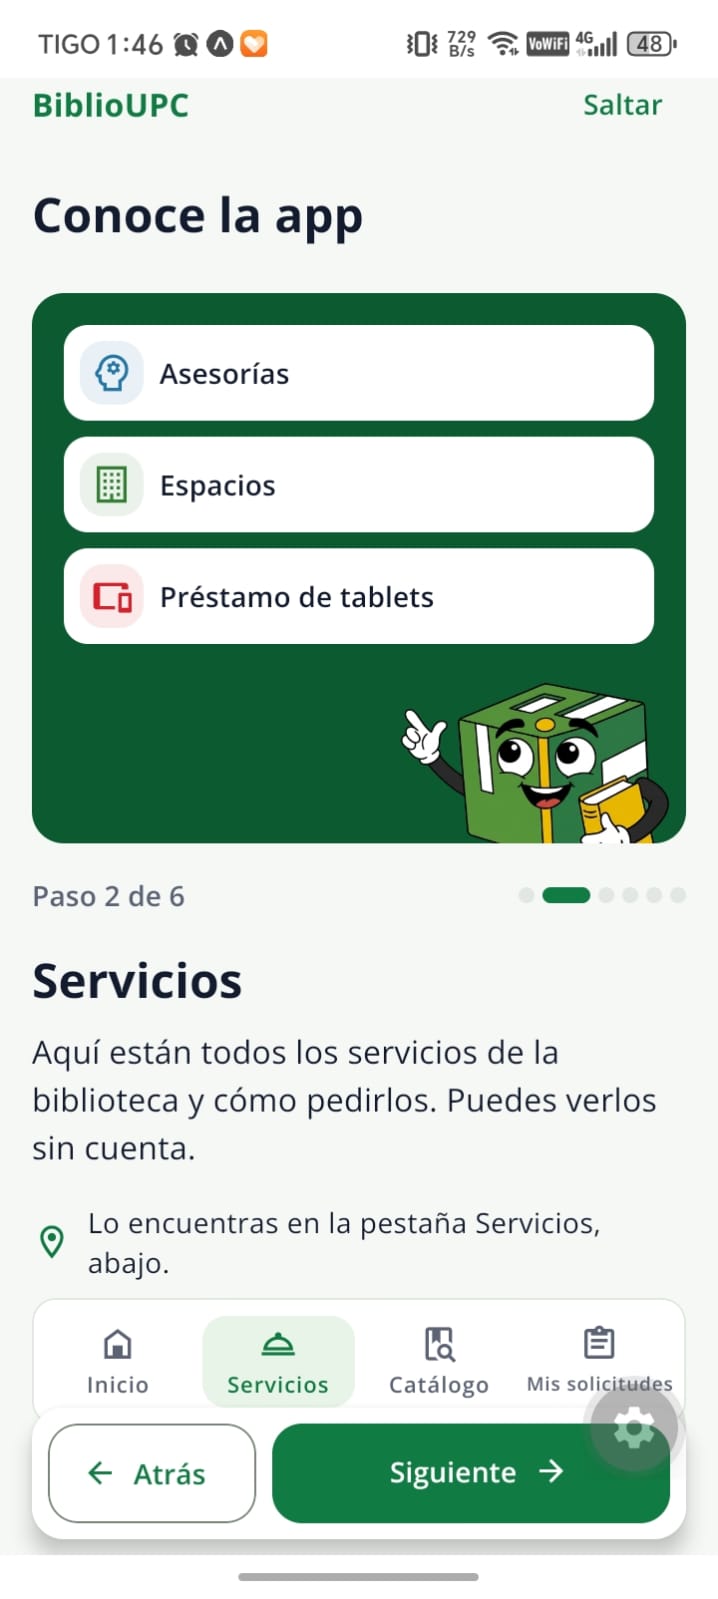 TIGO 1:46 729 B/s VoWiFi 4G 48
BiblioUPC
Saltar
Conoce la app
Asesorías
Espacios
Préstamo de tablets
Paso 2 de 6
Servicios
Aquí están todos los servicios de la
biblioteca y cómo pedirlos. Puedes verlos
sin cuenta.
Lo encuentras en la pestaña Servicios,
abajo.
Inicio
Servicios
Catálogo
Mis solicitudes
Atrás
Siguiente